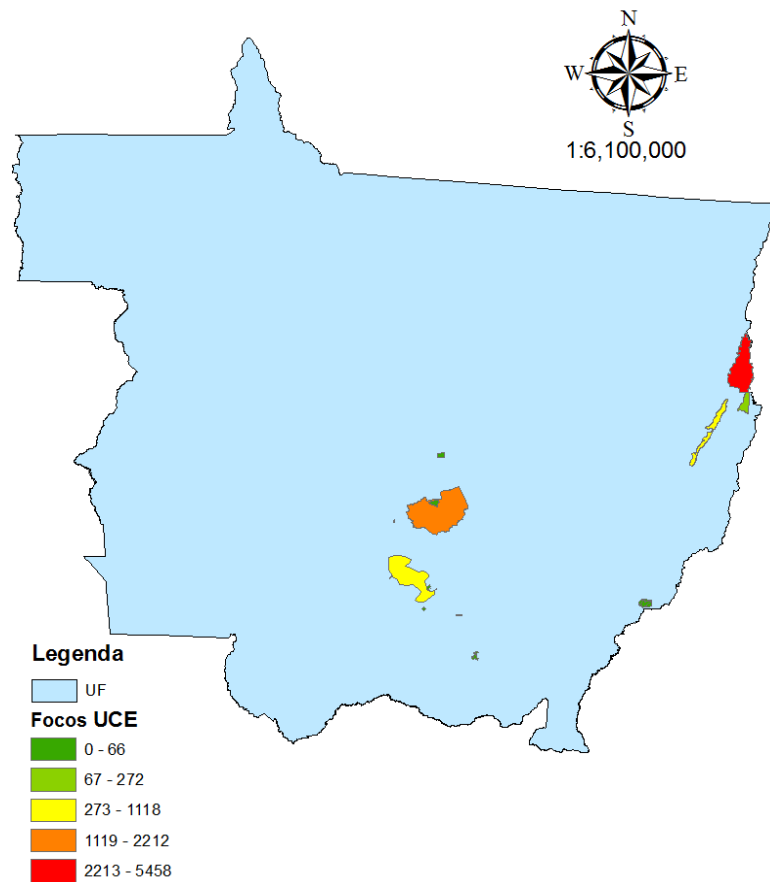 N
W E
S
1:6,100,000
Legenda
UF
Focos UCE
0 - 66
67 - 272
273 - 1118
1119 - 2212
2213 - 5458